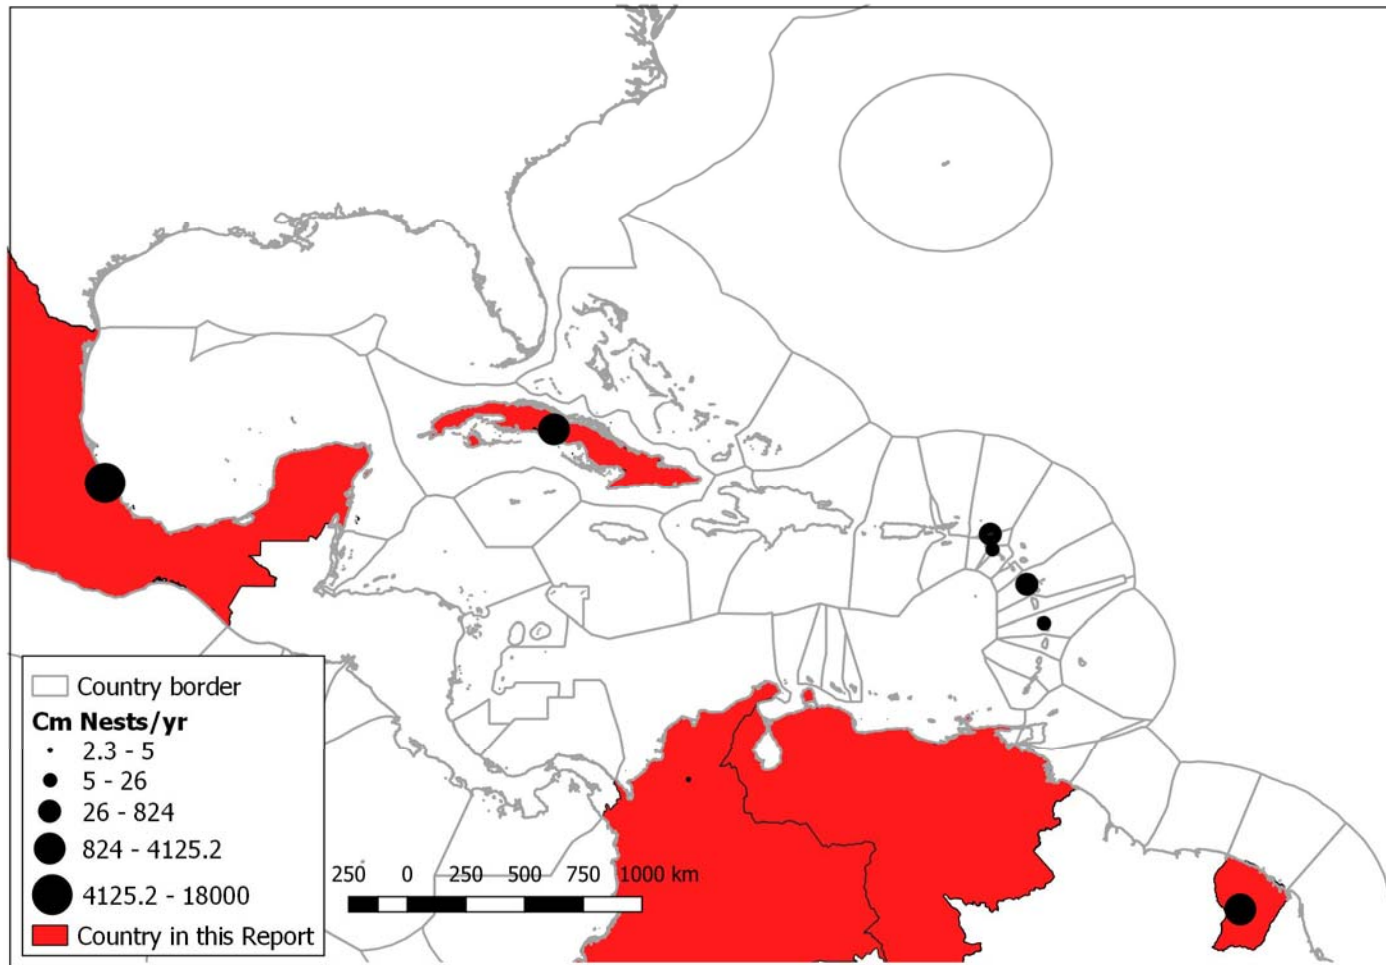 Country border
Cm Nests/yr
2.3 - 5
5 - 26
26 - 824
824 - 4125.2
4125.2 - 18000
Country in this Report
250 0 250 500 750 1000 km